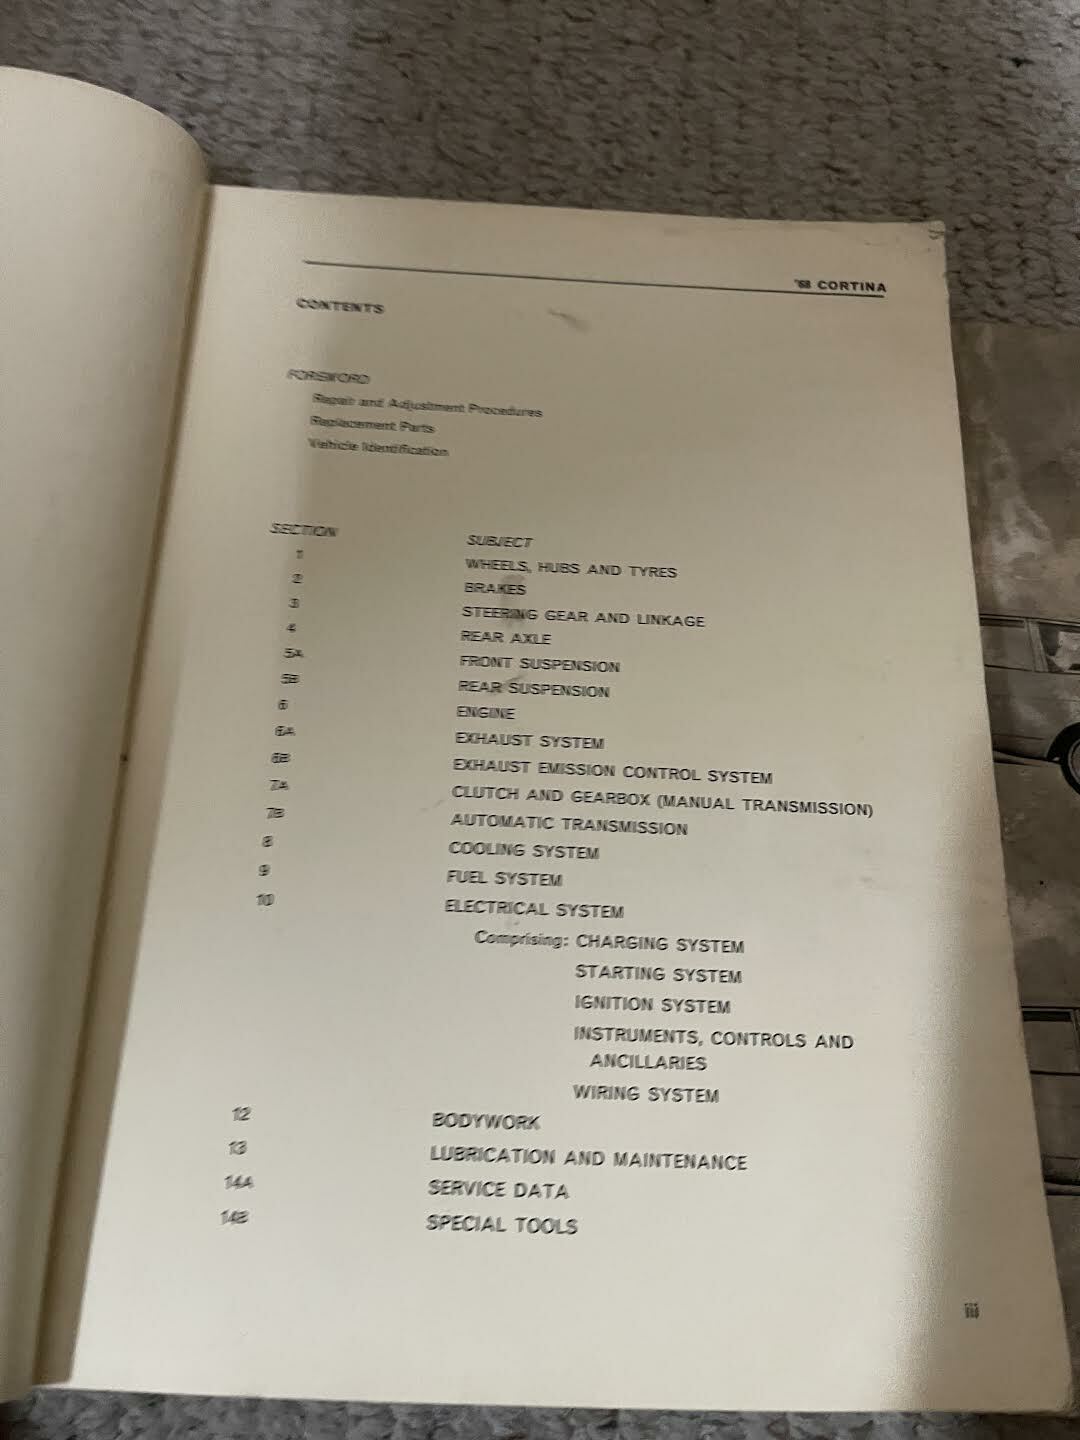 '68 CORTINA
CONTENTS
FOREWORD
Repair and Adjustment Procedures
Replacement Parts
Vehicle Identification
SECTION SUBJECT
1 WHEELS, HUBS AND TYRES
2 BRAKES
3 STEERING GEAR AND LINKAGE
4 REAR AXLE
5A FRONT SUSPENSION
5B REAR SUSPENSION
6 ENGINE
6A EXHAUST SYSTEM
6B EXHAUST EMISSION CONTROL SYSTEM
7A CLUTCH AND GEARBOX (MANUAL TRANSMISSION)
7B AUTOMATIC TRANSMISSION
8 COOLING SYSTEM
9 FUEL SYSTEM
10 ELECTRICAL SYSTEM
Comprising: CHARGING SYSTEM
STARTING SYSTEM
IGNITION SYSTEM
INSTRUMENTS, CONTROLS AND
ANCILLARIES
WIRING SYSTEM
12 BODYWORK
13 LUBRICATION AND MAINTENANCE
14A SERVICE DATA
14B SPECIAL TOOLS
iii